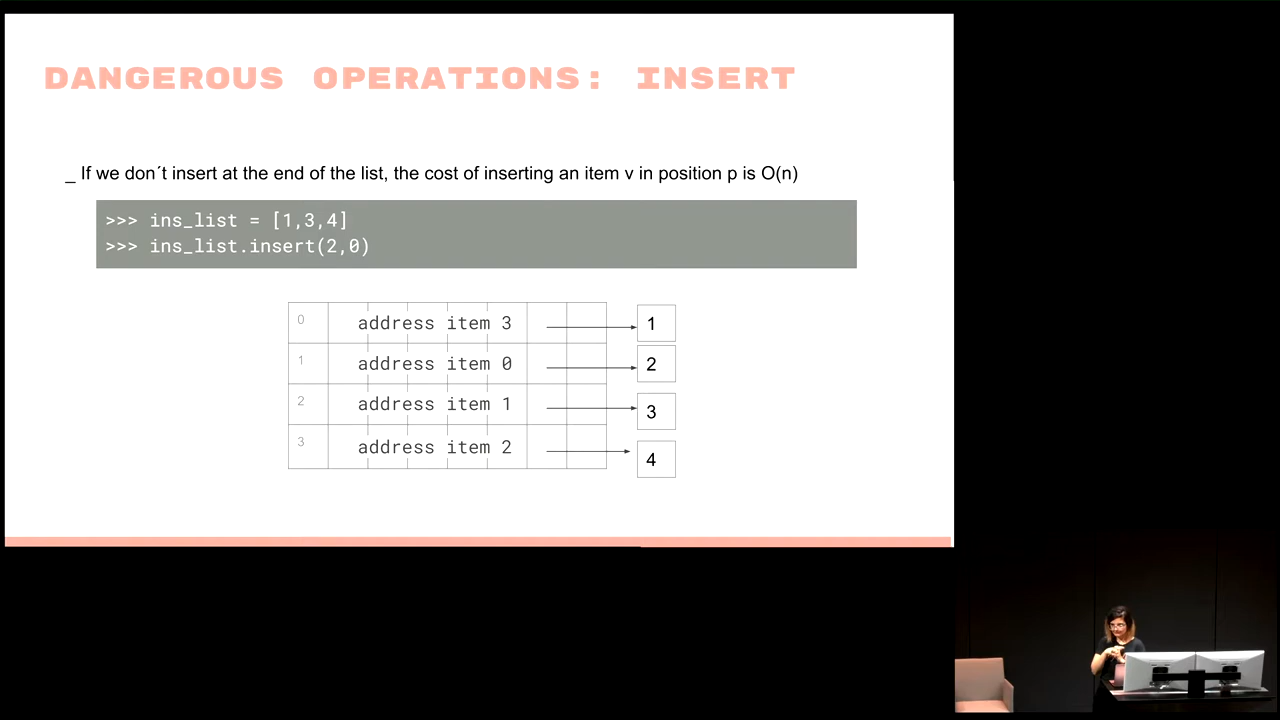 DANGEROUS OPERATIONS: INSERT
_ If we don´t insert at the end of the list, the cost of inserting an item v in position p is O(n)
>>> ins_list = [1,3,4]
>>> ins_list.insert(2,0)
0 address item 3 1
1 address item 0 2
2 address item 1 3
3 address item 2 4